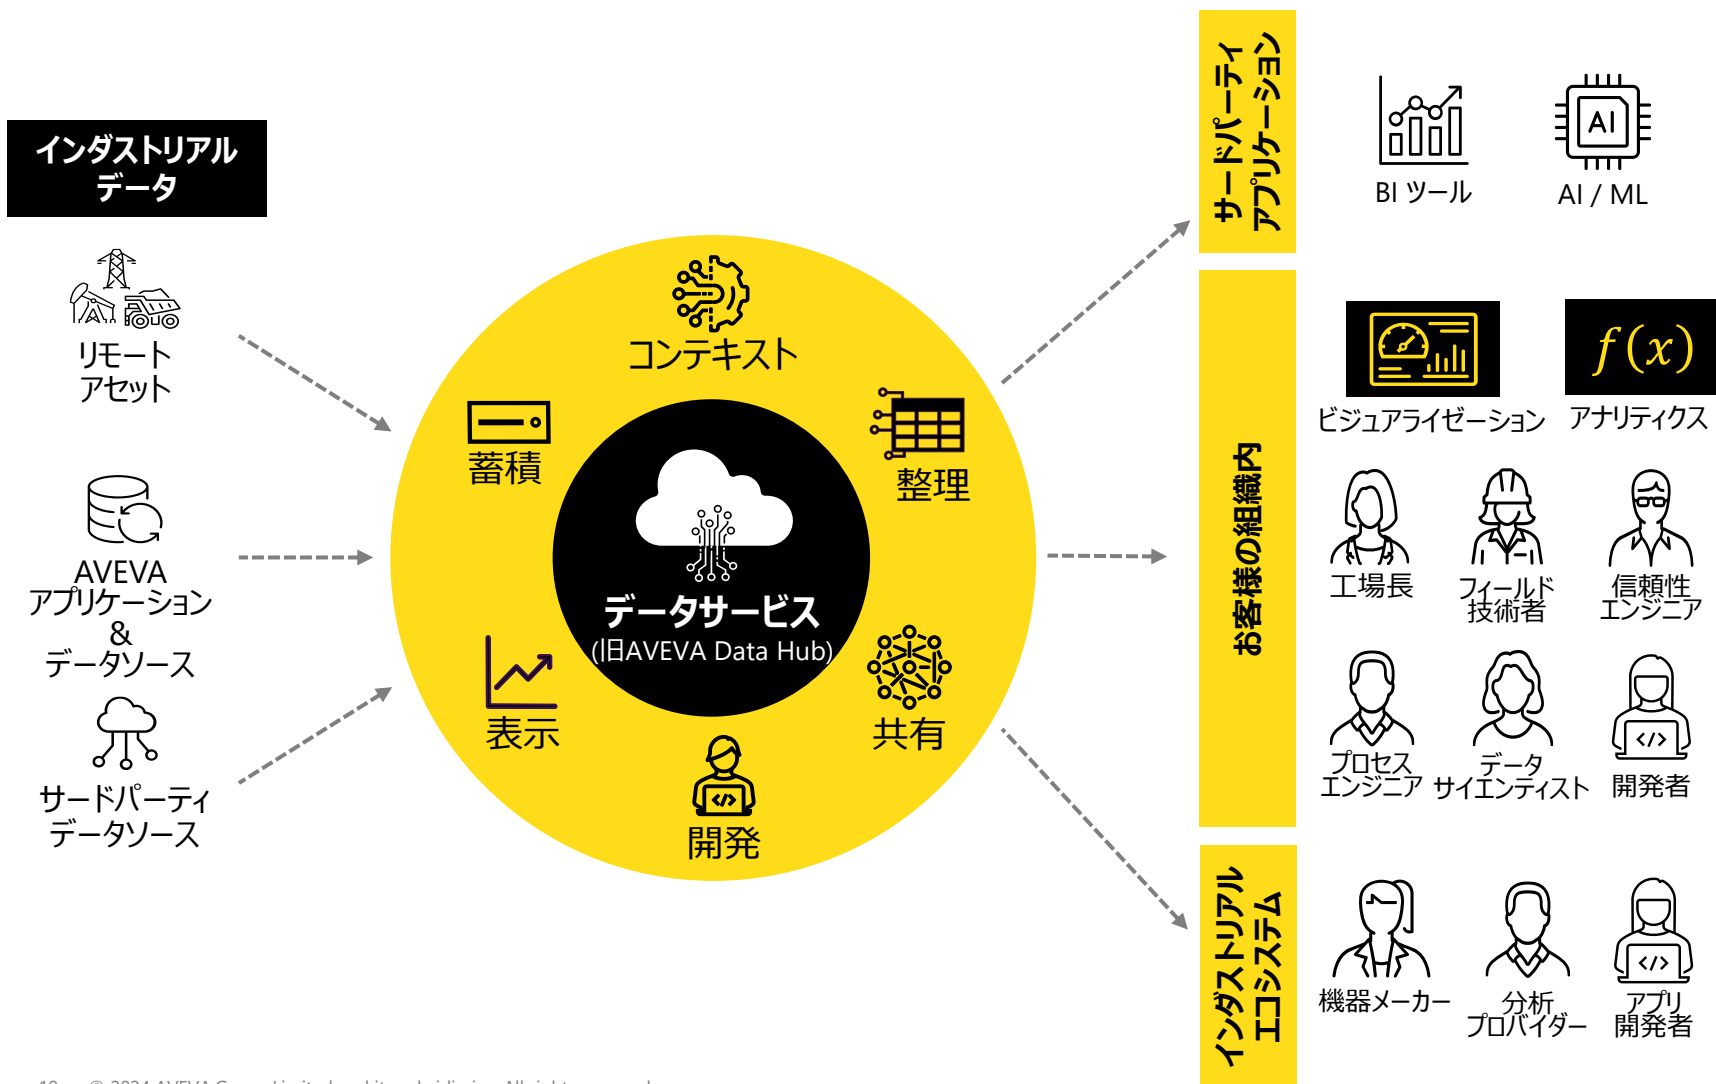 インダストリアル
データ
リモート
アセット
AVEVA
アプリケーション
&
データソース
サードパーティ
データソース
コンテキスト
蓄積
整理
データサービス
(旧AVEVA Data Hub)
表示
共有
開発
サードパーティ
アプリケーション
BI ツール
AI
AI / ML
お客様の組織内
ビジュアライゼーション
f(x)
アナリティクス
工場長
フィールド
技術者
信頼性
エンジニア
プロセス
エンジニア
データ
サイエンティスト
開発者
インダストリアル
エコシステム
機器メーカー
分析
プロバイダー
アプリ
開発者